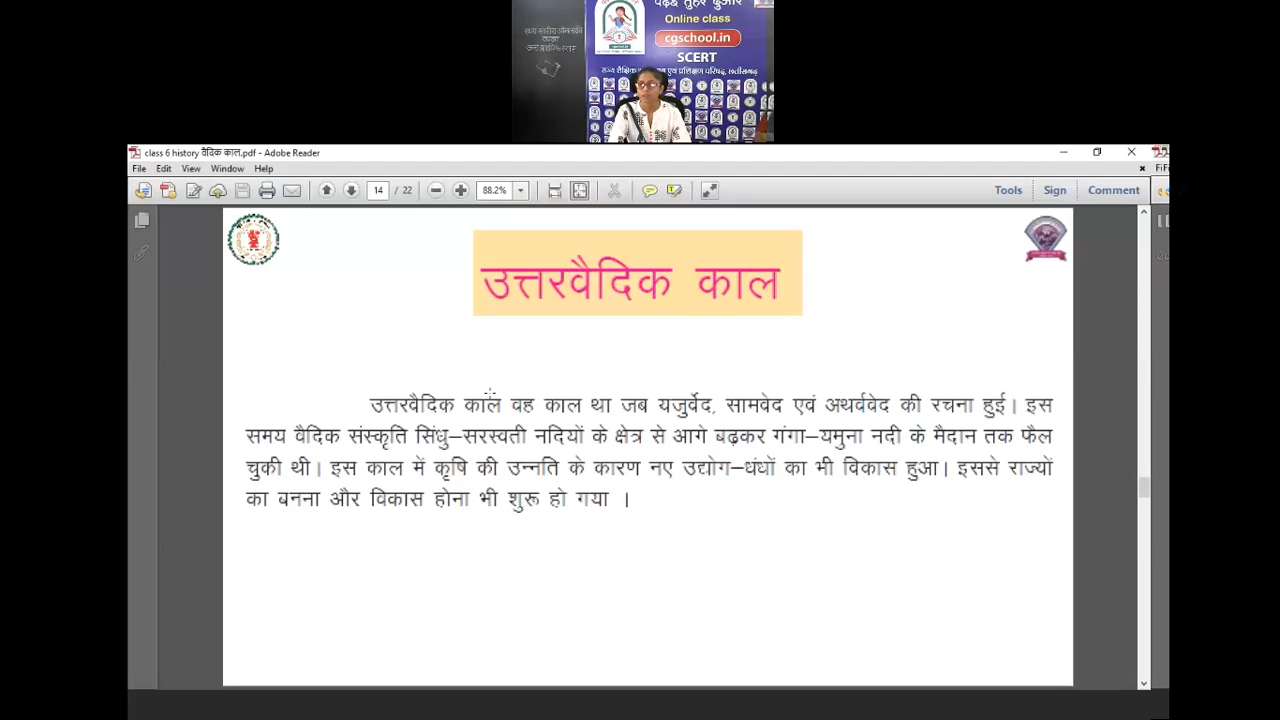 पढ़ई तुंहर दुआर
Online class
cgschool.in
SCERT
class 6 history वैदिक काल.pdf - Adobe Reader
File Edit View Window Help
14 / 22 88.2% Tools Sign Comment
उत्तरवैदिक काल
उत्तरवैदिक काल वह काल था जब यजुर्वेद, सामवेद एवं अथर्ववेद की रचना हुई। इस
समय वैदिक संस्कृति सिंधु–सरस्वती नदियों के क्षेत्र से आगे बढ़कर गंगा–यमुना नदी के मैदान तक फैल
चुकी थी। इस काल में कृषि की उन्नति के कारण नए उद्योग–धंधों का भी विकास हुआ। इससे राज्यों
का बनना और विकास होना भी शुरू हो गया ।